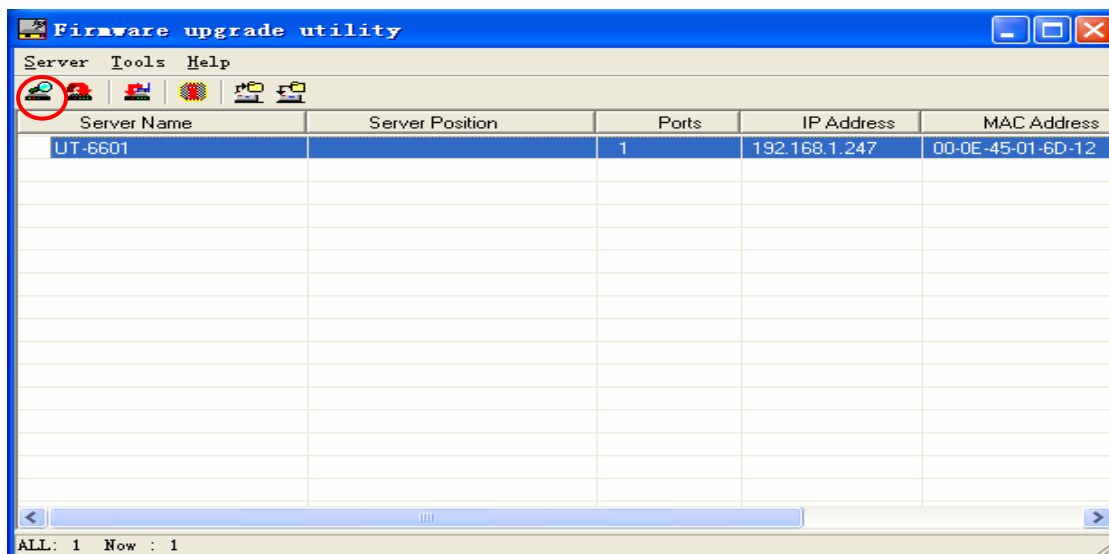 Firmware upgrade utility
Server Tools Help
Server Name Server Position Ports IP Address MAC Address
UT-6601 1 192.168.1.247 00-0E-45-01-6D-12
ALL: 1 Now : 1